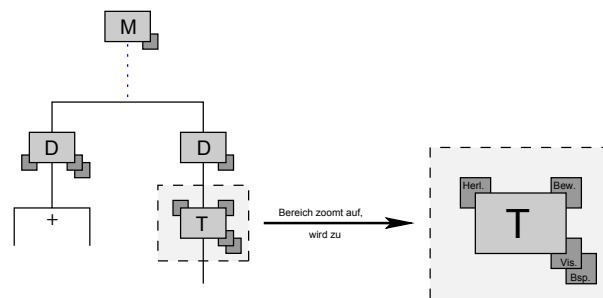 M
D
D
+
T
Bereich zoomt auf,
wird zu
Herl.
Bew.
T
Vis.
Bsp.